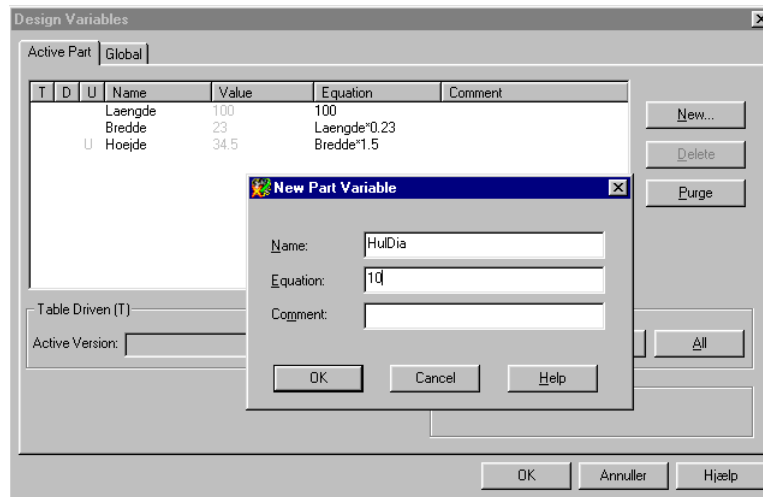 Design Variables
Active Part Global
T D U Name Value Equation Comment
Laengde 100 100
Bredde 23 Laengde*0.23
U Hoejde 34.5 Bredde*1.5
New...
Delete
Purge
New Part Variable
Name: HulDia
Equation: 10
Comment:
OK Cancel Help
Table Driven (T)
Active Version:
All
OK Annuller Hjælp